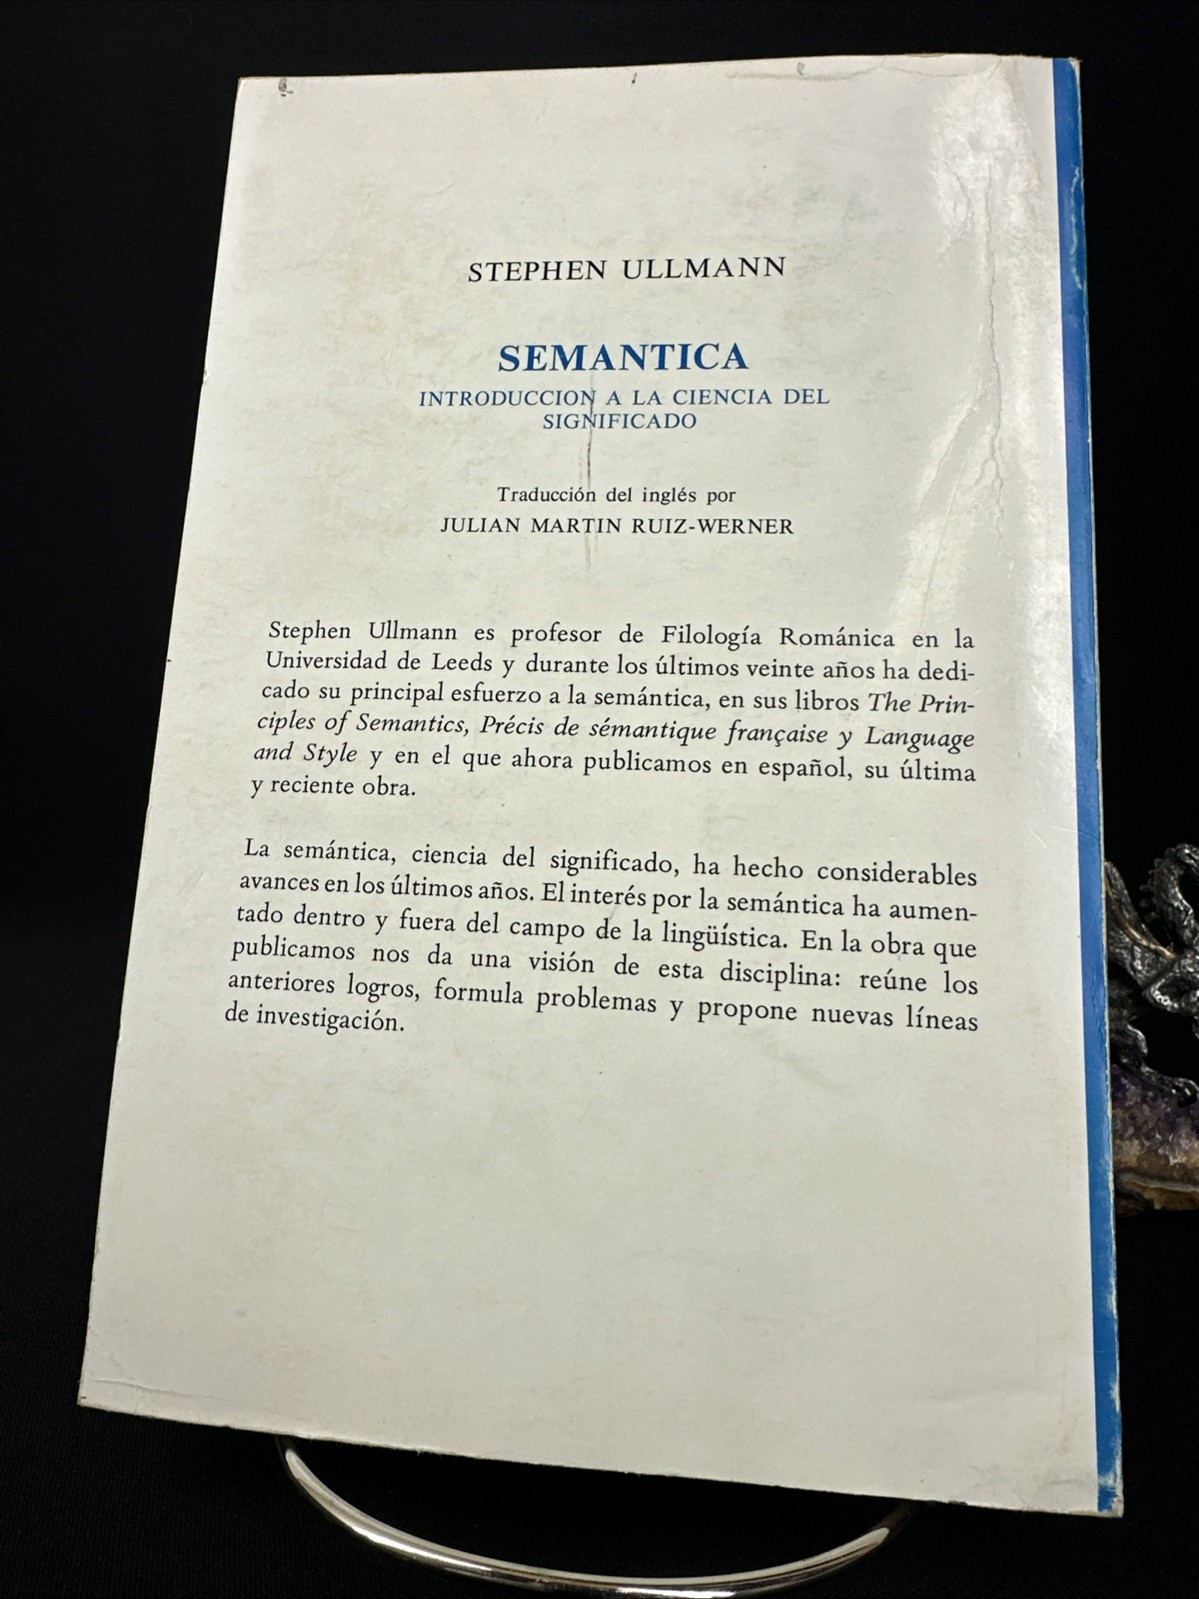 STEPHEN ULLMANN
SEMANTICA
INTRODUCCION A LA CIENCIA DEL
SIGNIFICADO
Traducción del inglés por
JULIAN MARTIN RUIZ-WERNER
Stephen Ullmann es profesor de Filología Románica en la
Universidad de Leeds y durante los últimos veinte años ha dedi-
cado su principal esfuerzo a la semántica, en sus libros The Prin-
ciples of Semantics, Précis de sémantique française y Language
and Style y en el que ahora publicamos en español, su última
y reciente obra.
La semántica, ciencia del significado, ha hecho considerables
avances en los últimos años. El interés por la semántica ha aumen-
tado dentro y fuera del campo de la lingüística. En la obra que
publicamos nos da una visión de esta disciplina: reúne los
anteriores logros, formula problemas y propone nuevas líneas
de investigación.